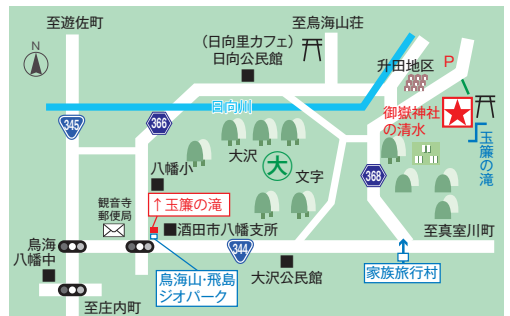 至遊佐町
至鳥海山荘
N
(日向里カフェ)
日向公民館
升田地区
P
日向川
345
366
御嶽神社
の清水
玉簾の滝
大沢
大
文字
八幡小
368
↑玉簾の滝
観音寺
郵便局
酒田市八幡支所
至真室川町
鳥海
八幡中
344
鳥海山・飛島
ジオパーク
大沢公民館
家族旅行村
至庄内町